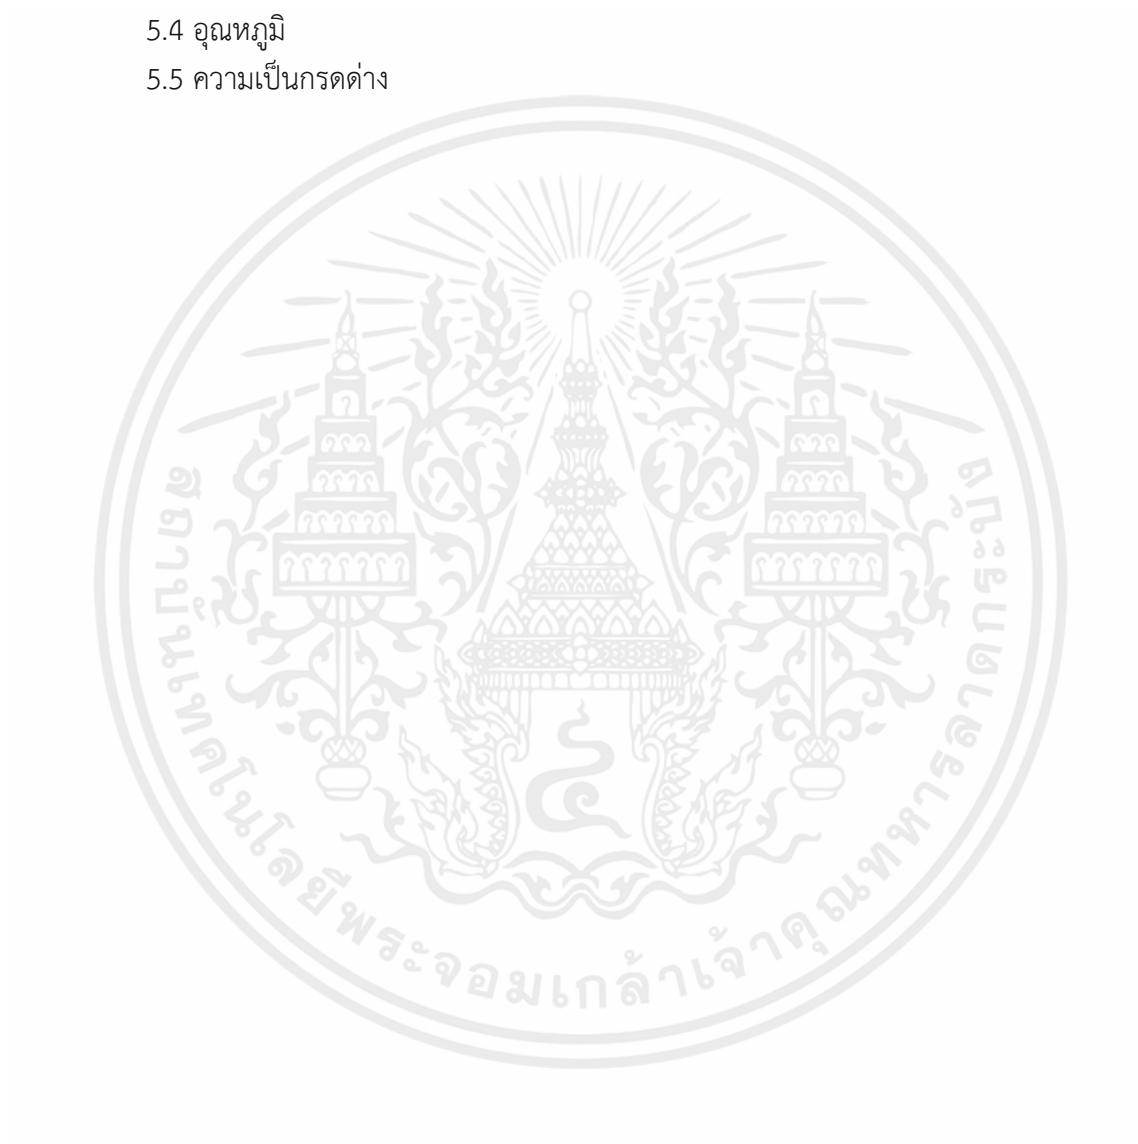 5.4 อุณหภูมิ
5.5 ความเป็นกรดด่าง
สถาบันเทคโนโลยีพระจอมเกล้าเจ้าคุณทหารลาดกระบัง
๔